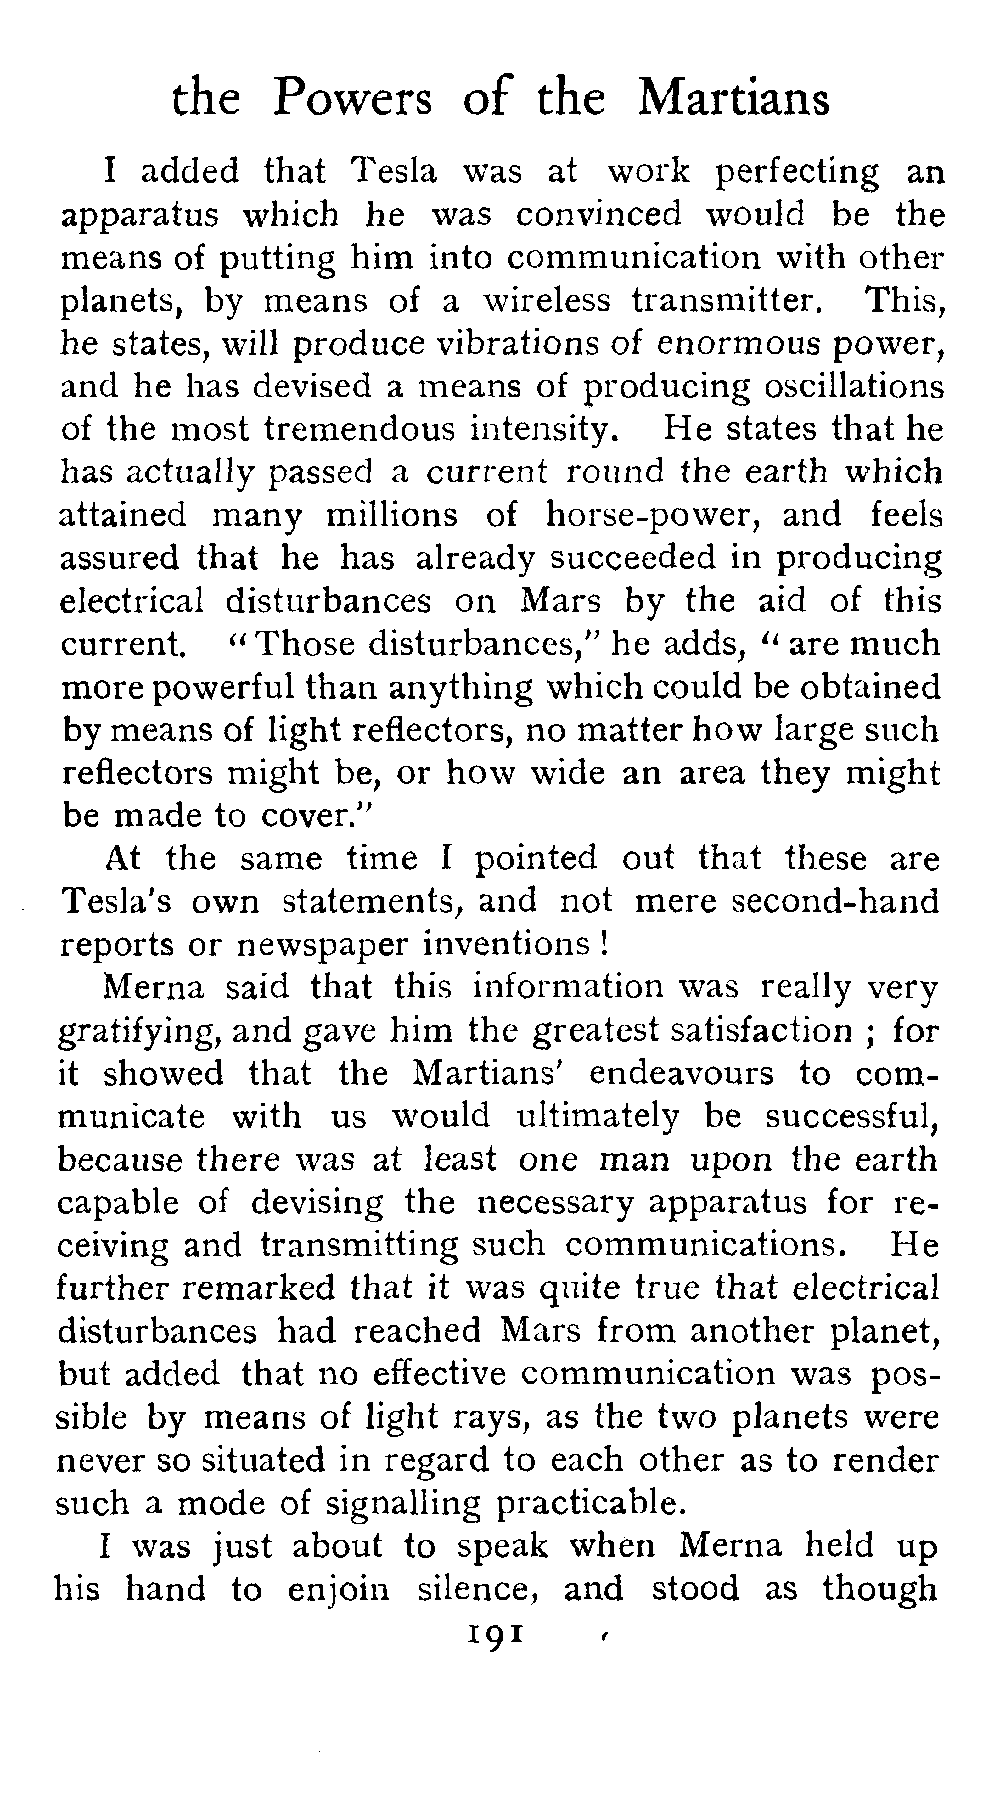 the Powers of the Martians
I added that Tesla was at work perfecting an
apparatus which he was convinced would be the
means of putting him into communication with other
planets, by means of a wireless transmitter. This,
he states, will produce vibrations of enormous power,
and he has devised a means of producing oscillations
of the most tremendous intensity. He states that he
has actually passed a current round the earth which
attained many millions of horse-power, and feels
assured that he has already succeeded in producing
electrical disturbances on Mars by the aid of this
current. “Those disturbances,” he adds, “are much
more powerful than anything which could be obtained
by means of light reflectors, no matter how large such
reflectors might be, or how wide an area they might
be made to cover.”
At the same time I pointed out that these are
Tesla's own statements, and not mere second-hand
reports or newspaper inventions !
Merna said that this information was really very
gratifying, and gave him the greatest satisfaction ; for
it showed that the Martians' endeavours to com-
municate with us would ultimately be successful,
because there was at least one man upon the earth
capable of devising the necessary apparatus for re-
ceiving and transmitting such communications. He
further remarked that it was quite true that electrical
disturbances had reached Mars from another planet,
but added that no effective communication was pos-
sible by means of light rays, as the two planets were
never so situated in regard to each other as to render
such a mode of signalling practicable.
I was just about to speak when Merna held up
his hand to enjoin silence, and stood as though
191